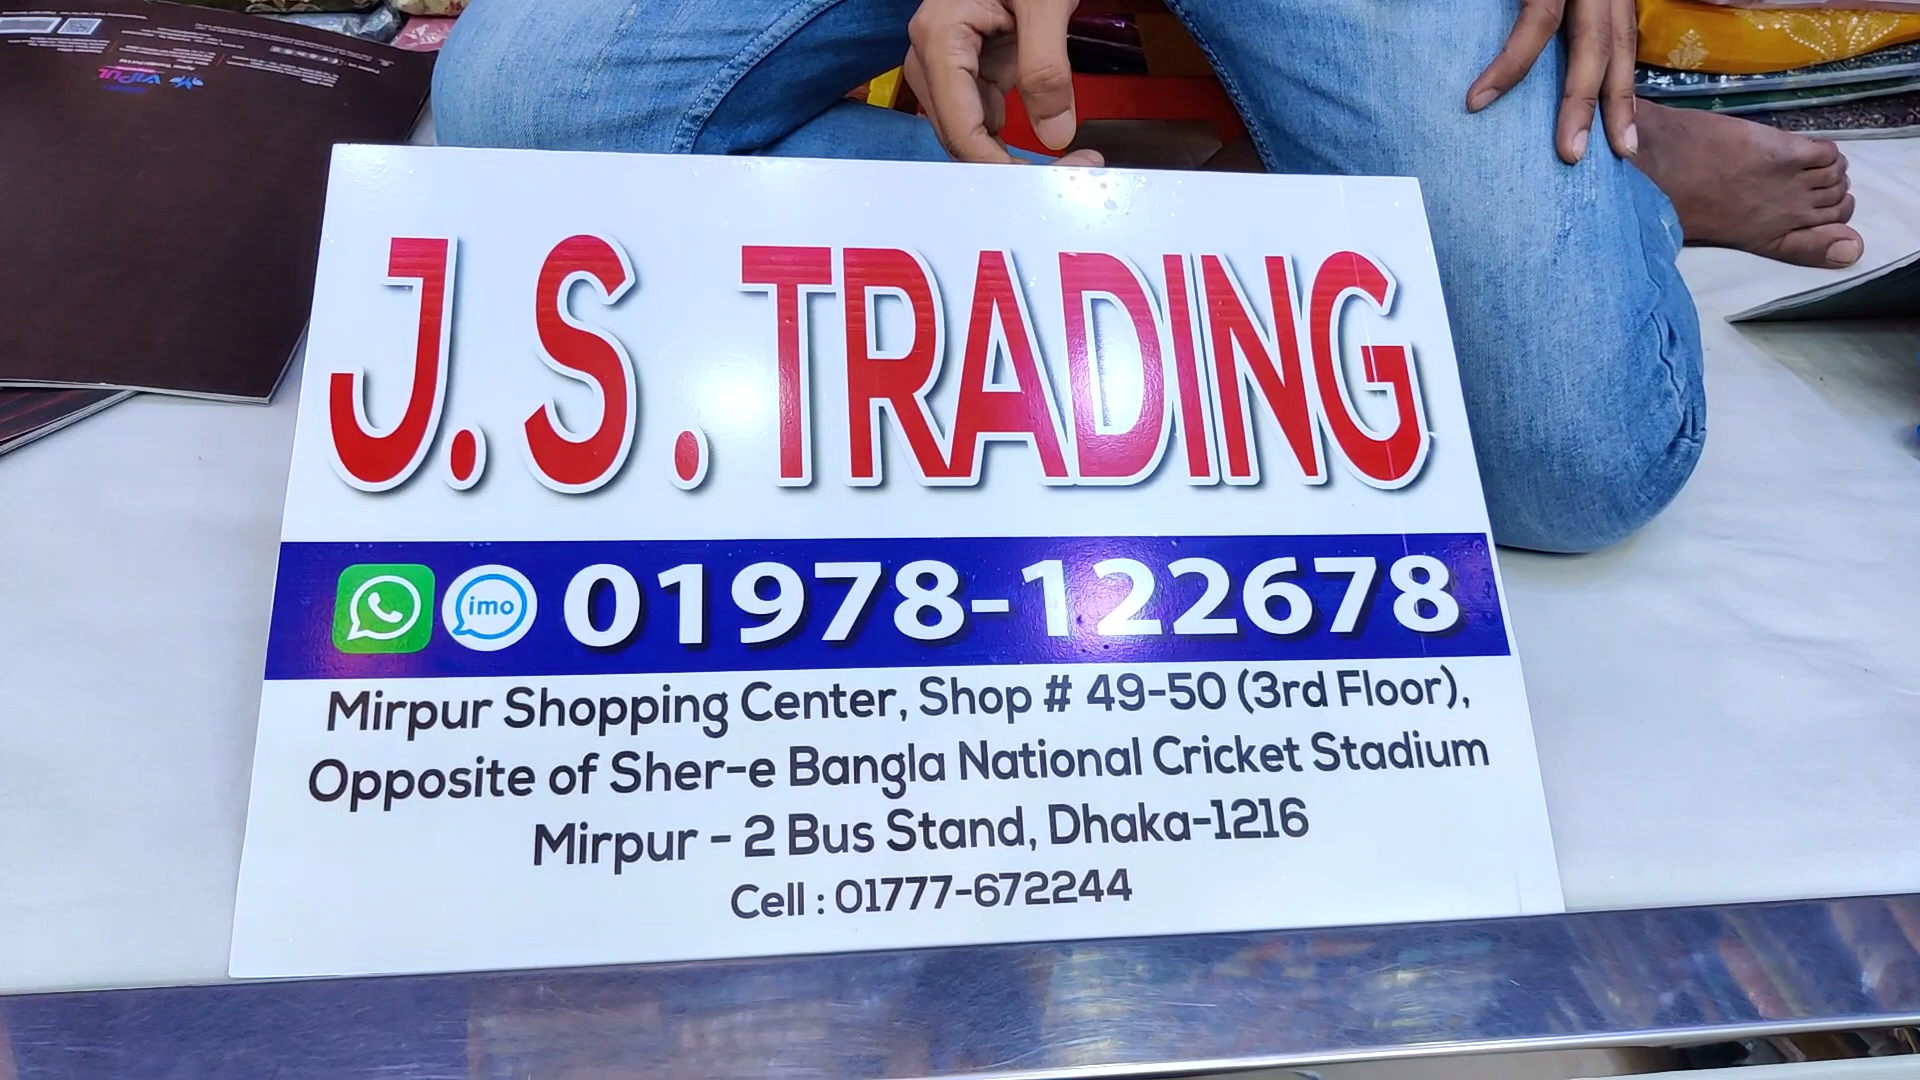 J. S. TRADING
imo 01978-122678
Mirpur Shopping Center, Shop # 49-50 (3rd Floor),
Opposite of Sher-e Bangla National Cricket Stadium
Mirpur - 2 Bus Stand, Dhaka-1216
Cell : 01777-672244
VIPUL